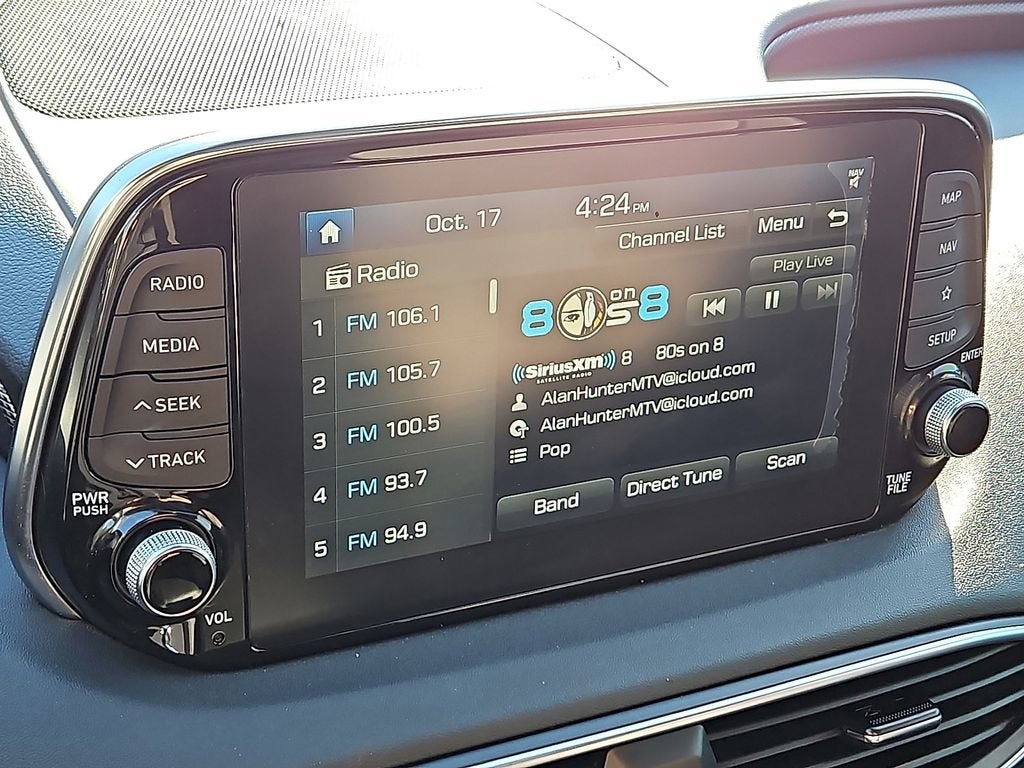 Oct. 17
4:24 PM
NAV
Channel List
Menu
Radio
Play Live
1 FM 106.1
2 FM 105.7
3 FM 100.5
4 FM 93.7
5 FM 94.9
80s on 8
((SiriusXM)) 8 80s on 8
SATELLITE RADIO
AlanHunterMTV@icloud.com
AlanHunterMTV@icloud.com
Pop
Band
Direct Tune
Scan
RADIO
MEDIA
SEEK
TRACK
PWR
PUSH
VOL
MAP
NAV
SETUP
ENTER
TUNE
FILE